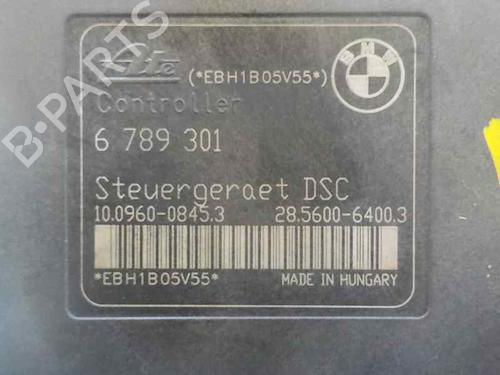 Ate (*EBH1B05V55*) BMW
Controller
6 789 301
Steuergeraet DSC
10.0960-0845.3 28.5600-6400.3
*EBH1B05V55* MADE IN HUNGARY
B-PARTS